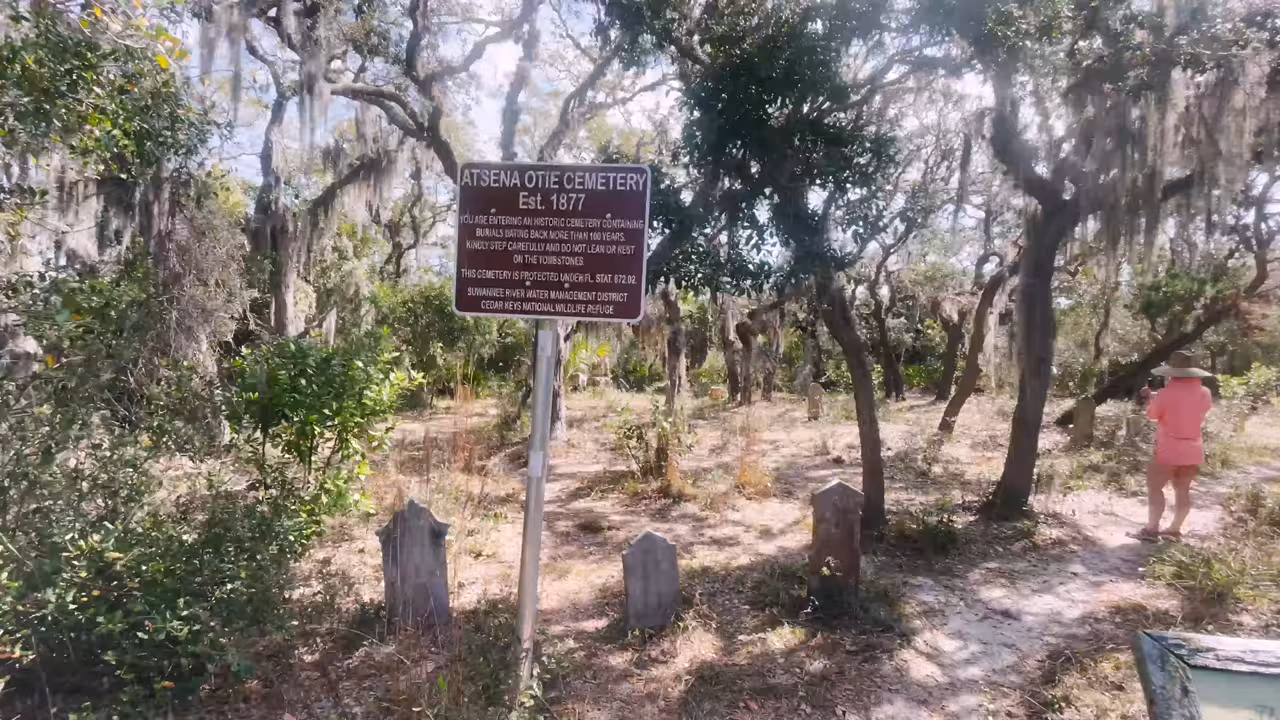 ATSENA OTIE CEMETERY
Est. 1877
YOU ARE ENTERING AN HISTORIC CEMETERY CONTAINING
BURIALS DATING BACK MORE THAN 100 YEARS.
KINDLY STEP CAREFULLY AND DO NOT LEAN OR REST
ON THE TOMBSTONES.
THIS CEMETERY IS PROTECTED UNDER FL. STAT. 872.02.
SUWANNEE RIVER WATER MANAGEMENT DISTRICT
CEDAR KEYS NATIONAL WILDLIFE REFUGE